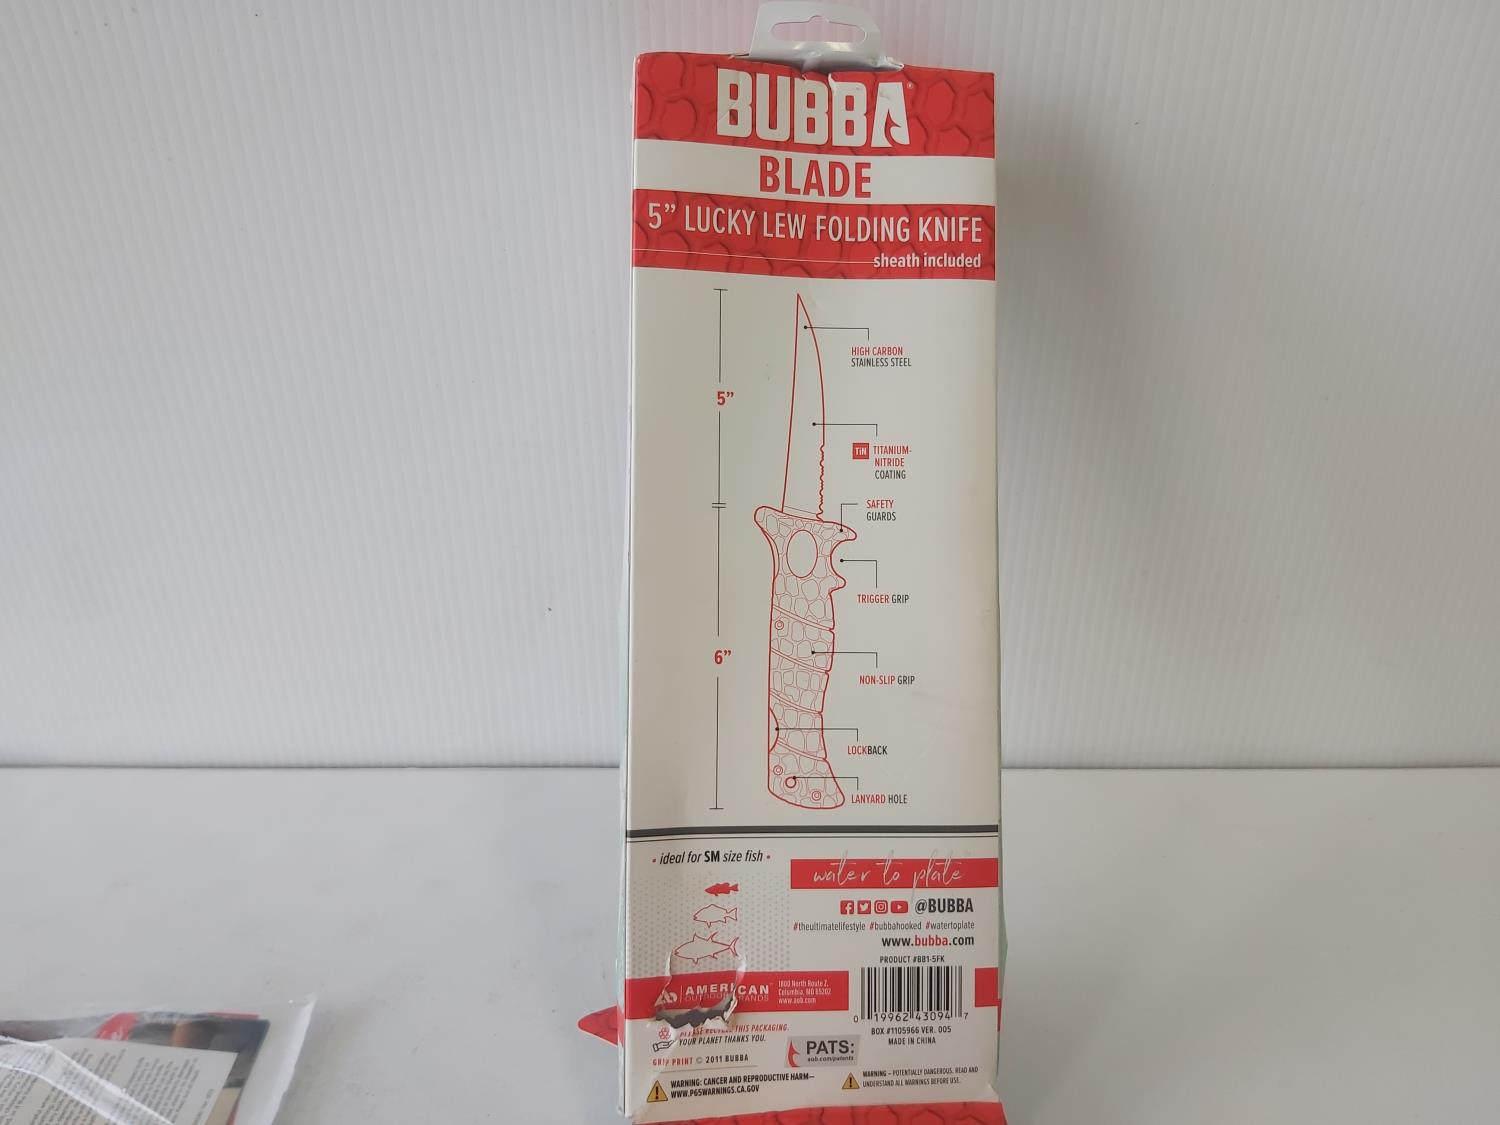 BUBBA®
BLADE
5" LUCKY LEW FOLDING KNIFE
sheath included
HIGH CARBON
STAINLESS STEEL
5"
TiN TITANIUM-
NITRIDE
COATING
SAFETY
GUARDS
TRIGGER GRIP
6"
NON-SLIP GRIP
LOCKBACK
LANYARD HOLE
• ideal for SM size fish •
water to plate
@BUBBA
#theultimatelifestyle #bubbahooked #watertoplate
www.bubba.com
PRODUCT #BB1-5FK
AMERICAN
OUTDOOR BRANDS
1800 North Route Z,
Columbia, MO 65202
www.aob.com
0 19962 43094 7
BOX #1105966 VER. 005
MADE IN CHINA
PLEASE RECYCLE THIS PACKAGING.
YOUR PLANET THANKS YOU.
GRIP PRINT © 2011 BUBBA
PATS:
aob.com/patents
WARNING: CANCER AND REPRODUCTIVE HARM—
WWW.P65WARNINGS.CA.GOV
WARNING – POTENTIALLY DANGEROUS. READ AND
UNDERSTAND ALL WARNINGS BEFORE USE.